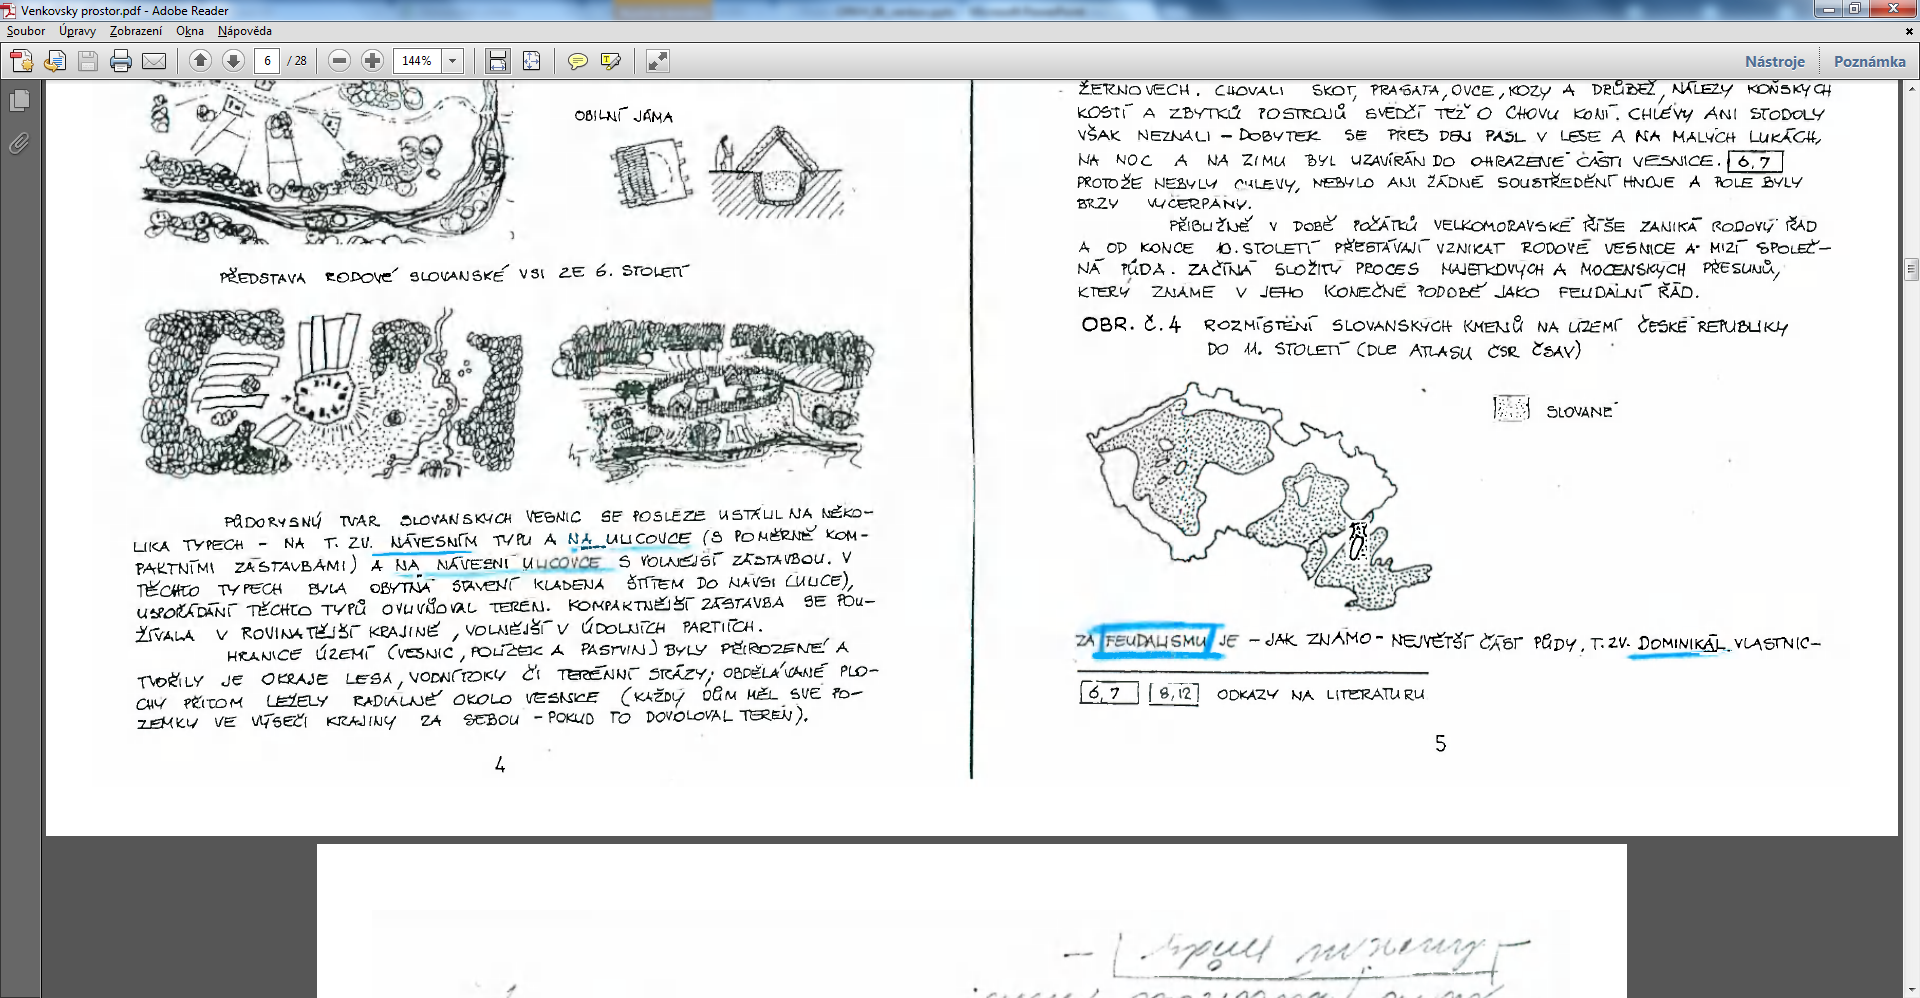 Venkovsky prostor.pdf - Adobe Reader
Soubor Úpravy Zobrazení Okna Nápověda
6 / 28 144% Nástroje Poznámka
OBILNÍ JÁMA
PŘEDSTAVA RODOVÉ SLOVANSKÉ VSI ZE 6. STOLETÍ
PŮDORYSNÝ TVAR SLOVANSKÝCH VESNIC SE POSLÉZE USTÁLIL NA NĚKO-
LIKA TYPECH - NA T. ZV. NÁVESNÍM TYPU A NA ULICOVCE (S POMĚRNĚ KOM-
PAKTNÍMI ZÁSTAVBAMI) A NA NÁVESNÍ ULICOVCE S VOLNĚJŠÍ ZÁSTAVBOU. V
TĚCHTO TYPECH BYLA OBYTNÁ STAVENÍ KLADENA ŠTÍTEM DO NÁVSI (ULICE),
USPOŘÁDÁNÍ TĚCHTO TYPŮ OVLIVŇOVAL TERÉN. KOMPAKTNĚJŠÍ ZÁSTAVBA SE POU-
ŽÍVALA V ROVINATĚJŠÍ KRAJINĚ, VOLNĚJŠÍ V ÚDOLNÍCH PARTIÍCH.
HRANICE ÚZEMÍ (VESNIC, POLÍČEK A PASTVIN) BYLY PŘIROZENÉ A
TVOŘILY JE OKRAJE LESA, VODNÍ TOKY ČI TERÉNNÍ SRÁZY; OBDĚLÁVANÉ PLO-
CHY PŘITOM LEŽELY RADIÁLNĚ OKOLO VESNICE (KAŽDÝ DŮM MĚL SVÉ PO-
ZEMKY VE VÝSEČI KRAJINY ZA SEBOU - POKUD TO DOVOLOVAL TERÉN).
4
ŽERNOVECH. CHOVALI SKOT, PRASATA, OVCE, KOZY A DRŮBEŽ, NÁLEZY KOŇSKÝCH
KOSTÍ A ZBYTKŮ POSTROJŮ SVĚDČÍ TÉŽ O CHOVU KONÍ. CHLÉVY ANI STODOLY
VŠAK NEZNALI - DOBYTEK SE PŘES DEN PASL V LESE A NA MALÝCH LUKÁCH,
NA NOC A NA ZIMU BYL UZAVÍRÁN DO OHRAZENÉ ČÁSTI VESNICE. 6,7
PROTOŽE NEBYLY CHLÉVY, NEBYLO ANI ŽÁDNÉ SOUSTŘEDĚNÍ HNOJE A POLE BYLY
BRZY VYČERPÁNY.
PŘIBLIŽNĚ V DOBĚ POČÁTKŮ VELKOMORAVSKÉ ŘÍŠE ZANIKÁ RODOVÝ ŘÁD
A OD KONCE 10. STOLETÍ PŘESTÁVAJÍ VZNIKAT RODOVÉ VESNICE A MIZÍ SPOLEČ-
NÁ PŮDA. ZAČÍNÁ SLOŽITÝ PROCES MAJETKOVÝCH A MOCENSKÝCH PŘESUNŮ,
KTERÝ ZNÁME V JEHO KONEČNÉ PODOBĚ JAKO FEUDÁLNÍ ŘÁD.
OBR. Č. 4 ROZMÍSTĚNÍ SLOVANSKÝCH KMENŮ NA ÚZEMÍ ČESKÉ REPUBLIKY
DO 11. STOLETÍ (DLE ATLASU ČSR ČSAV)
SLOVANÉ
ZA FEUDALISMU JE - JAK ZNÁMO - NEJVĚTŠÍ ČÁST PŮDY, T. ZV. DOMINIKÁL VLASTNIC-
6,7 8,12 ODKAZY NA LITERATURU
5